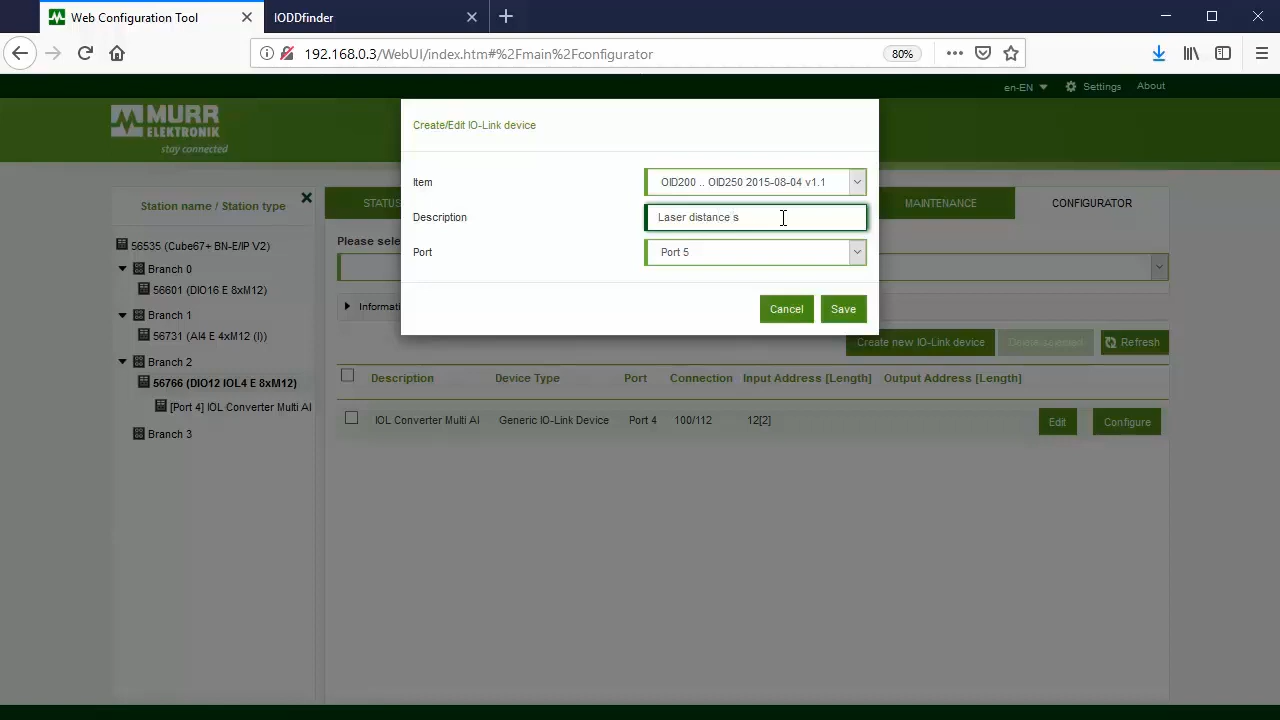 Web Configuration Tool
IODDfinder
192.168.0.3/WebUI/index.htm#%2Fmain%2Fconfigurator
80%
en-EN
Settings
About
MURR
ELEKTRONIK
stay connected
Station name / Station type
56535 (Cube67+ BN-E/IP V2)
Branch 0
56601 (DIO16 E 8xM12)
Branch 1
56731 (AI4 E 4xM12 (I))
Branch 2
56766 (DIO12 IOL4 E 8xM12)
[Port 4] IOL Converter Multi AI
Branch 3
STATUS
MAINTENANCE
CONFIGURATOR
Please sele
Informati
Create/Edit IO-Link device
Item
OID200 .. OID250 2015-08-04 v1.1
Description
Laser distance s
Port
Port 5
Cancel
Save
Create new IO-Link device
Delete selected
Refresh
Description Device Type Port Connection Input Address [Length] Output Address [Length]
IOL Converter Multi AI Generic IO-Link Device Port 4 100/112 12[2]
Edit
Configure